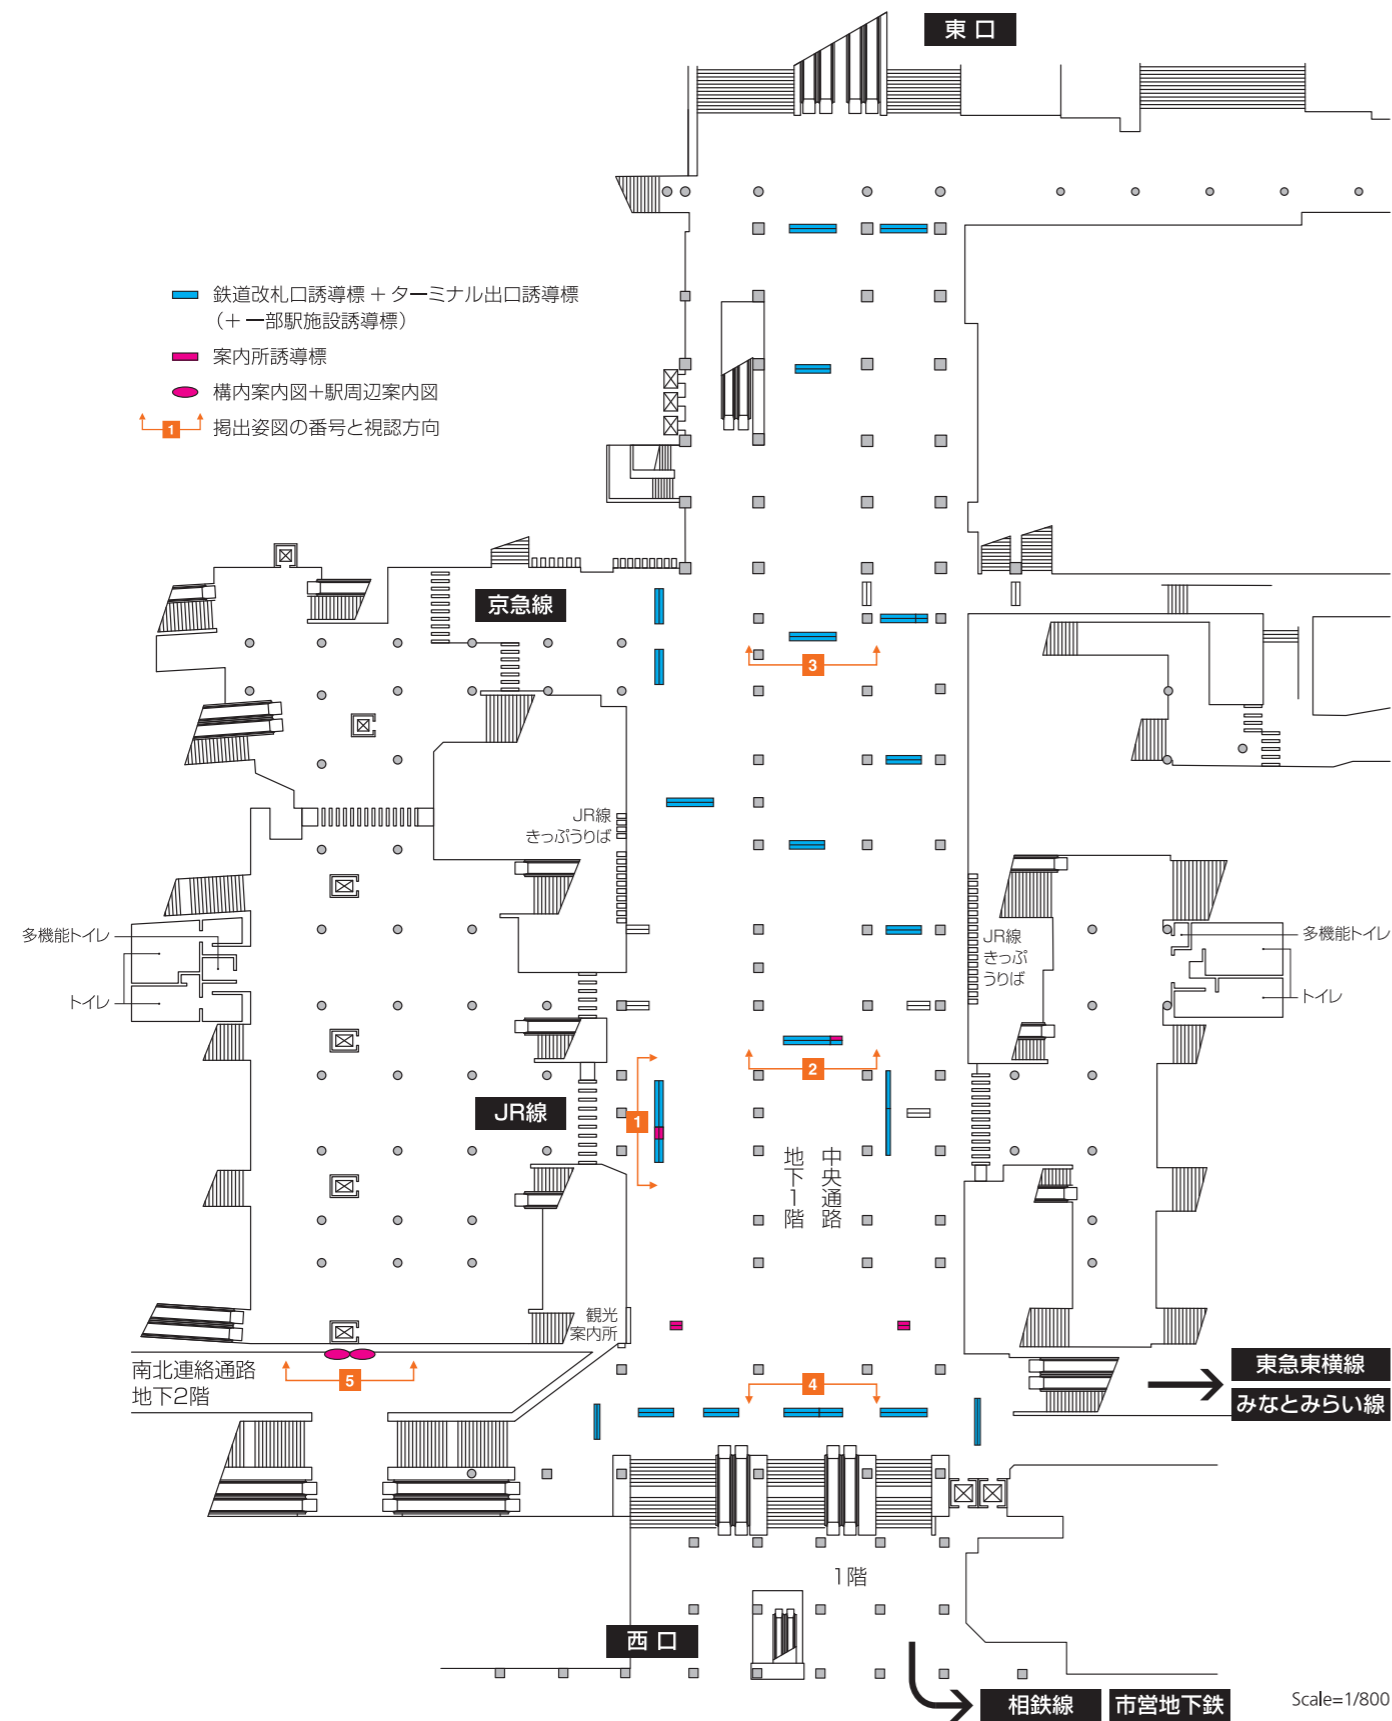 東口
鉄道改札口誘導標 + ターミナル出口誘導標
(+ 一部駅施設誘導標)
案内所誘導標
構内案内図+駅周辺案内図
1
掲出姿図の番号と視認方向
京急線
3
JR線
きっぷうりば
多機能トイレ
トイレ
JR線
きっぷ
うりば
多機能トイレ
トイレ
2
1
JR線
中央通路
地下1階
観光
案内所
南北連絡通路
地下2階
5
4
東急東横線
みなとみらい線
1階
西口
相鉄線
市営地下鉄
Scale=1/800